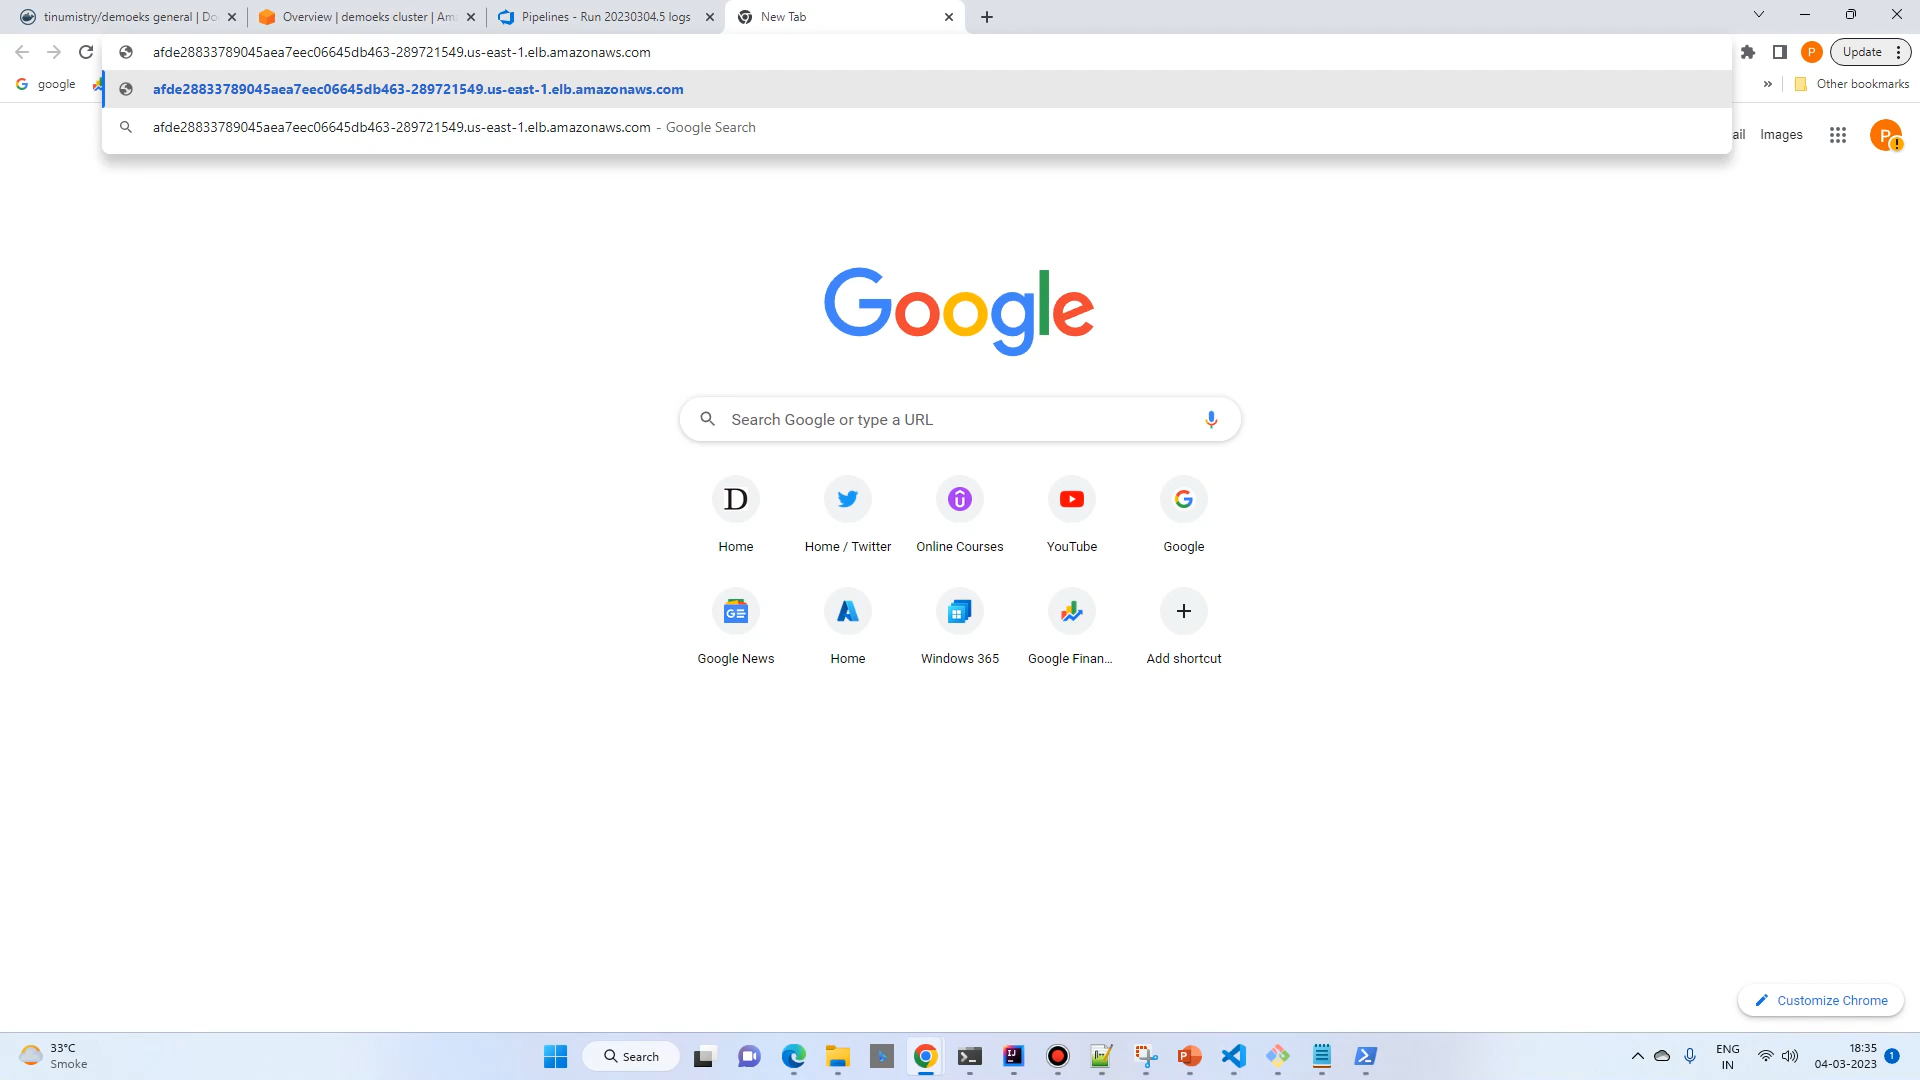 tinumistry/demoeks general | Do
Overview | demoeks cluster | Am
Pipelines - Run 20230304.5 logs
New Tab
afde28833789045aea7eec06645db463-289721549.us-east-1.elb.amazonaws.com
P
Update
google
afde28833789045aea7eec06645db463-289721549.us-east-1.elb.amazonaws.com
»
Other bookmarks
afde28833789045aea7eec06645db463-289721549.us-east-1.elb.amazonaws.com - Google Search
ail
Images
P
Google
Search Google or type a URL
Home
Home / Twitter
Online Courses
YouTube
Google
Google News
Home
Windows 365
Google Finan...
Add shortcut
Customize Chrome
33°C
Smoke
Search
ENG
IN
18:35
04-03-2023
1